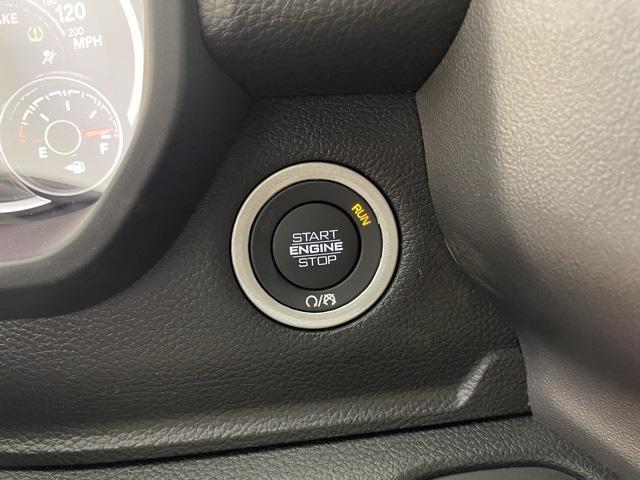 120
200
MPH
E
F
RUN
START
ENGINE
STOP